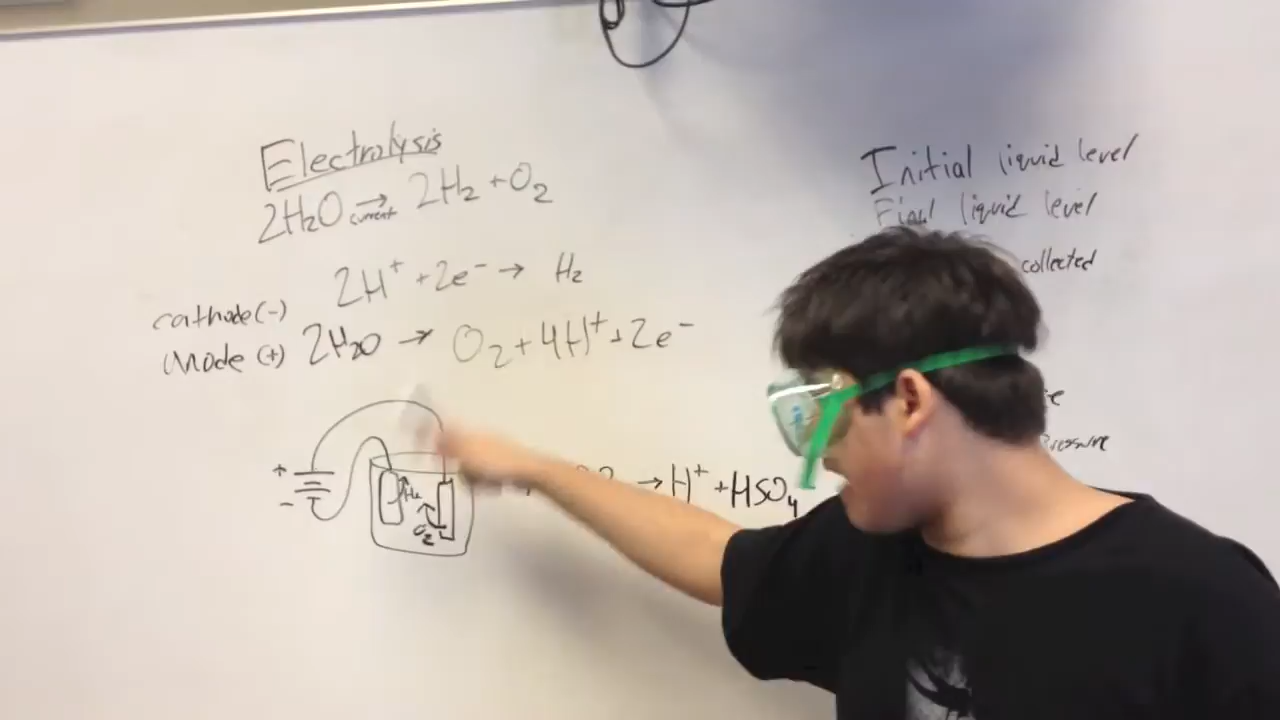 Electrolysis
2H₂O →current 2H₂ + O₂
2H⁺ + 2e⁻ → H₂
cathode (-)
Anode (+) 2H₂O → O₂ + 4H⁺ + 2e⁻
+
-
H₂
O₂
→ H⁺ + HSO₄
Initial liquid level
Final liquid level
collected
Pressure